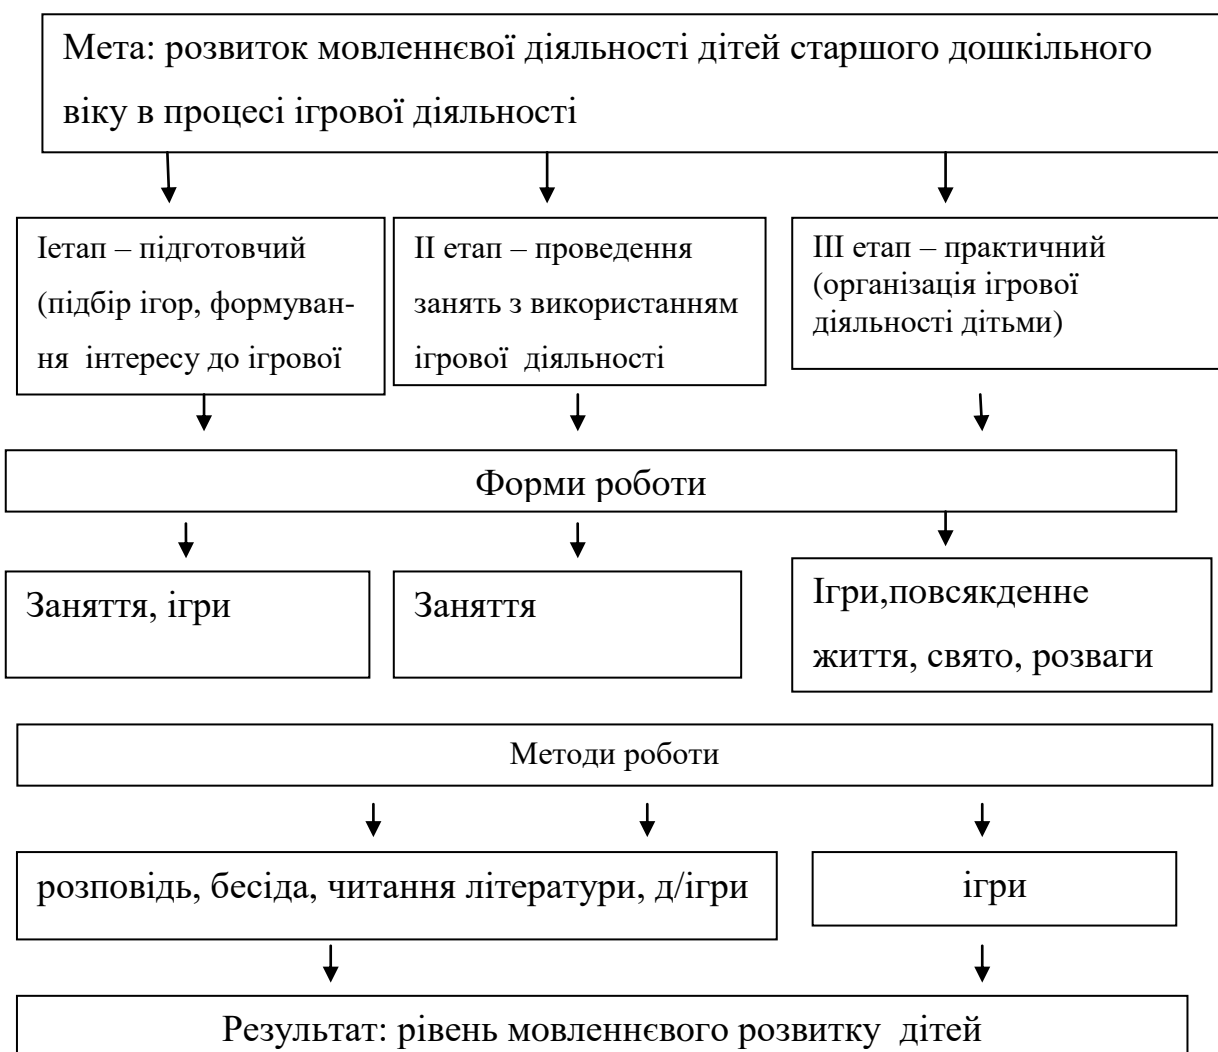 Мета: розвиток мовленнєвої діяльності дітей старшого дошкільного
віку в процесі ігрової діяльності
Іетап – підготовчий
(підбір ігор, формуван-
ня інтересу до ігрової
ІІ етап – проведення
занять з використанням
ігрової діяльності
ІІІ етап – практичний
(організація ігрової
діяльності дітьми)
Форми роботи
Заняття, ігри
Заняття
Ігри,повсякденне
життя, свято, розваги
Методи роботи
розповідь, бесіда, читання літератури, д/ігри
ігри
Результат: рівень мовленнєвого розвитку дітей